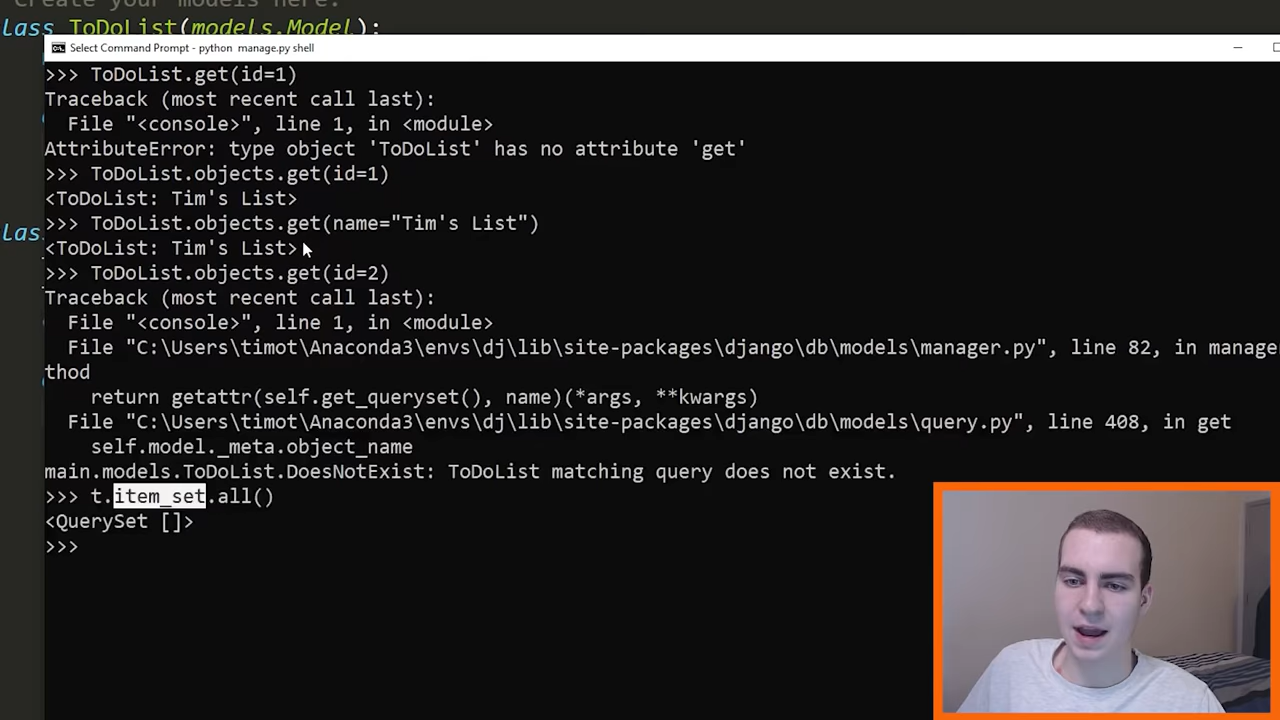 Create your models here.
class ToDoList(models.Model):
Select Command Prompt - python  manage.py shell
>>> ToDoList.get(id=1)
Traceback (most recent call last):
  File "<console>", line 1, in <module>
AttributeError: type object 'ToDoList' has no attribute 'get'
>>> ToDoList.objects.get(id=1)
<ToDoList: Tim's List>
>>> ToDoList.objects.get(name="Tim's List")
las
<ToDoList: Tim's List>
>>> ToDoList.objects.get(id=2)
Traceback (most recent call last):
  File "<console>", line 1, in <module>
  File "C:\Users\timot\Anaconda3\envs\dj\lib\site-packages\django\db\models\manager.py", line 82, in manage
thod
    return getattr(self.get_queryset(), name)(*args, **kwargs)
  File "C:\Users\timot\Anaconda3\envs\dj\lib\site-packages\django\db\models\query.py", line 408, in get
    self.model._meta.object_name
main.models.ToDoList.DoesNotExist: ToDoList matching query does not exist.
>>> t.item_set.all()
<QuerySet []>
>>>